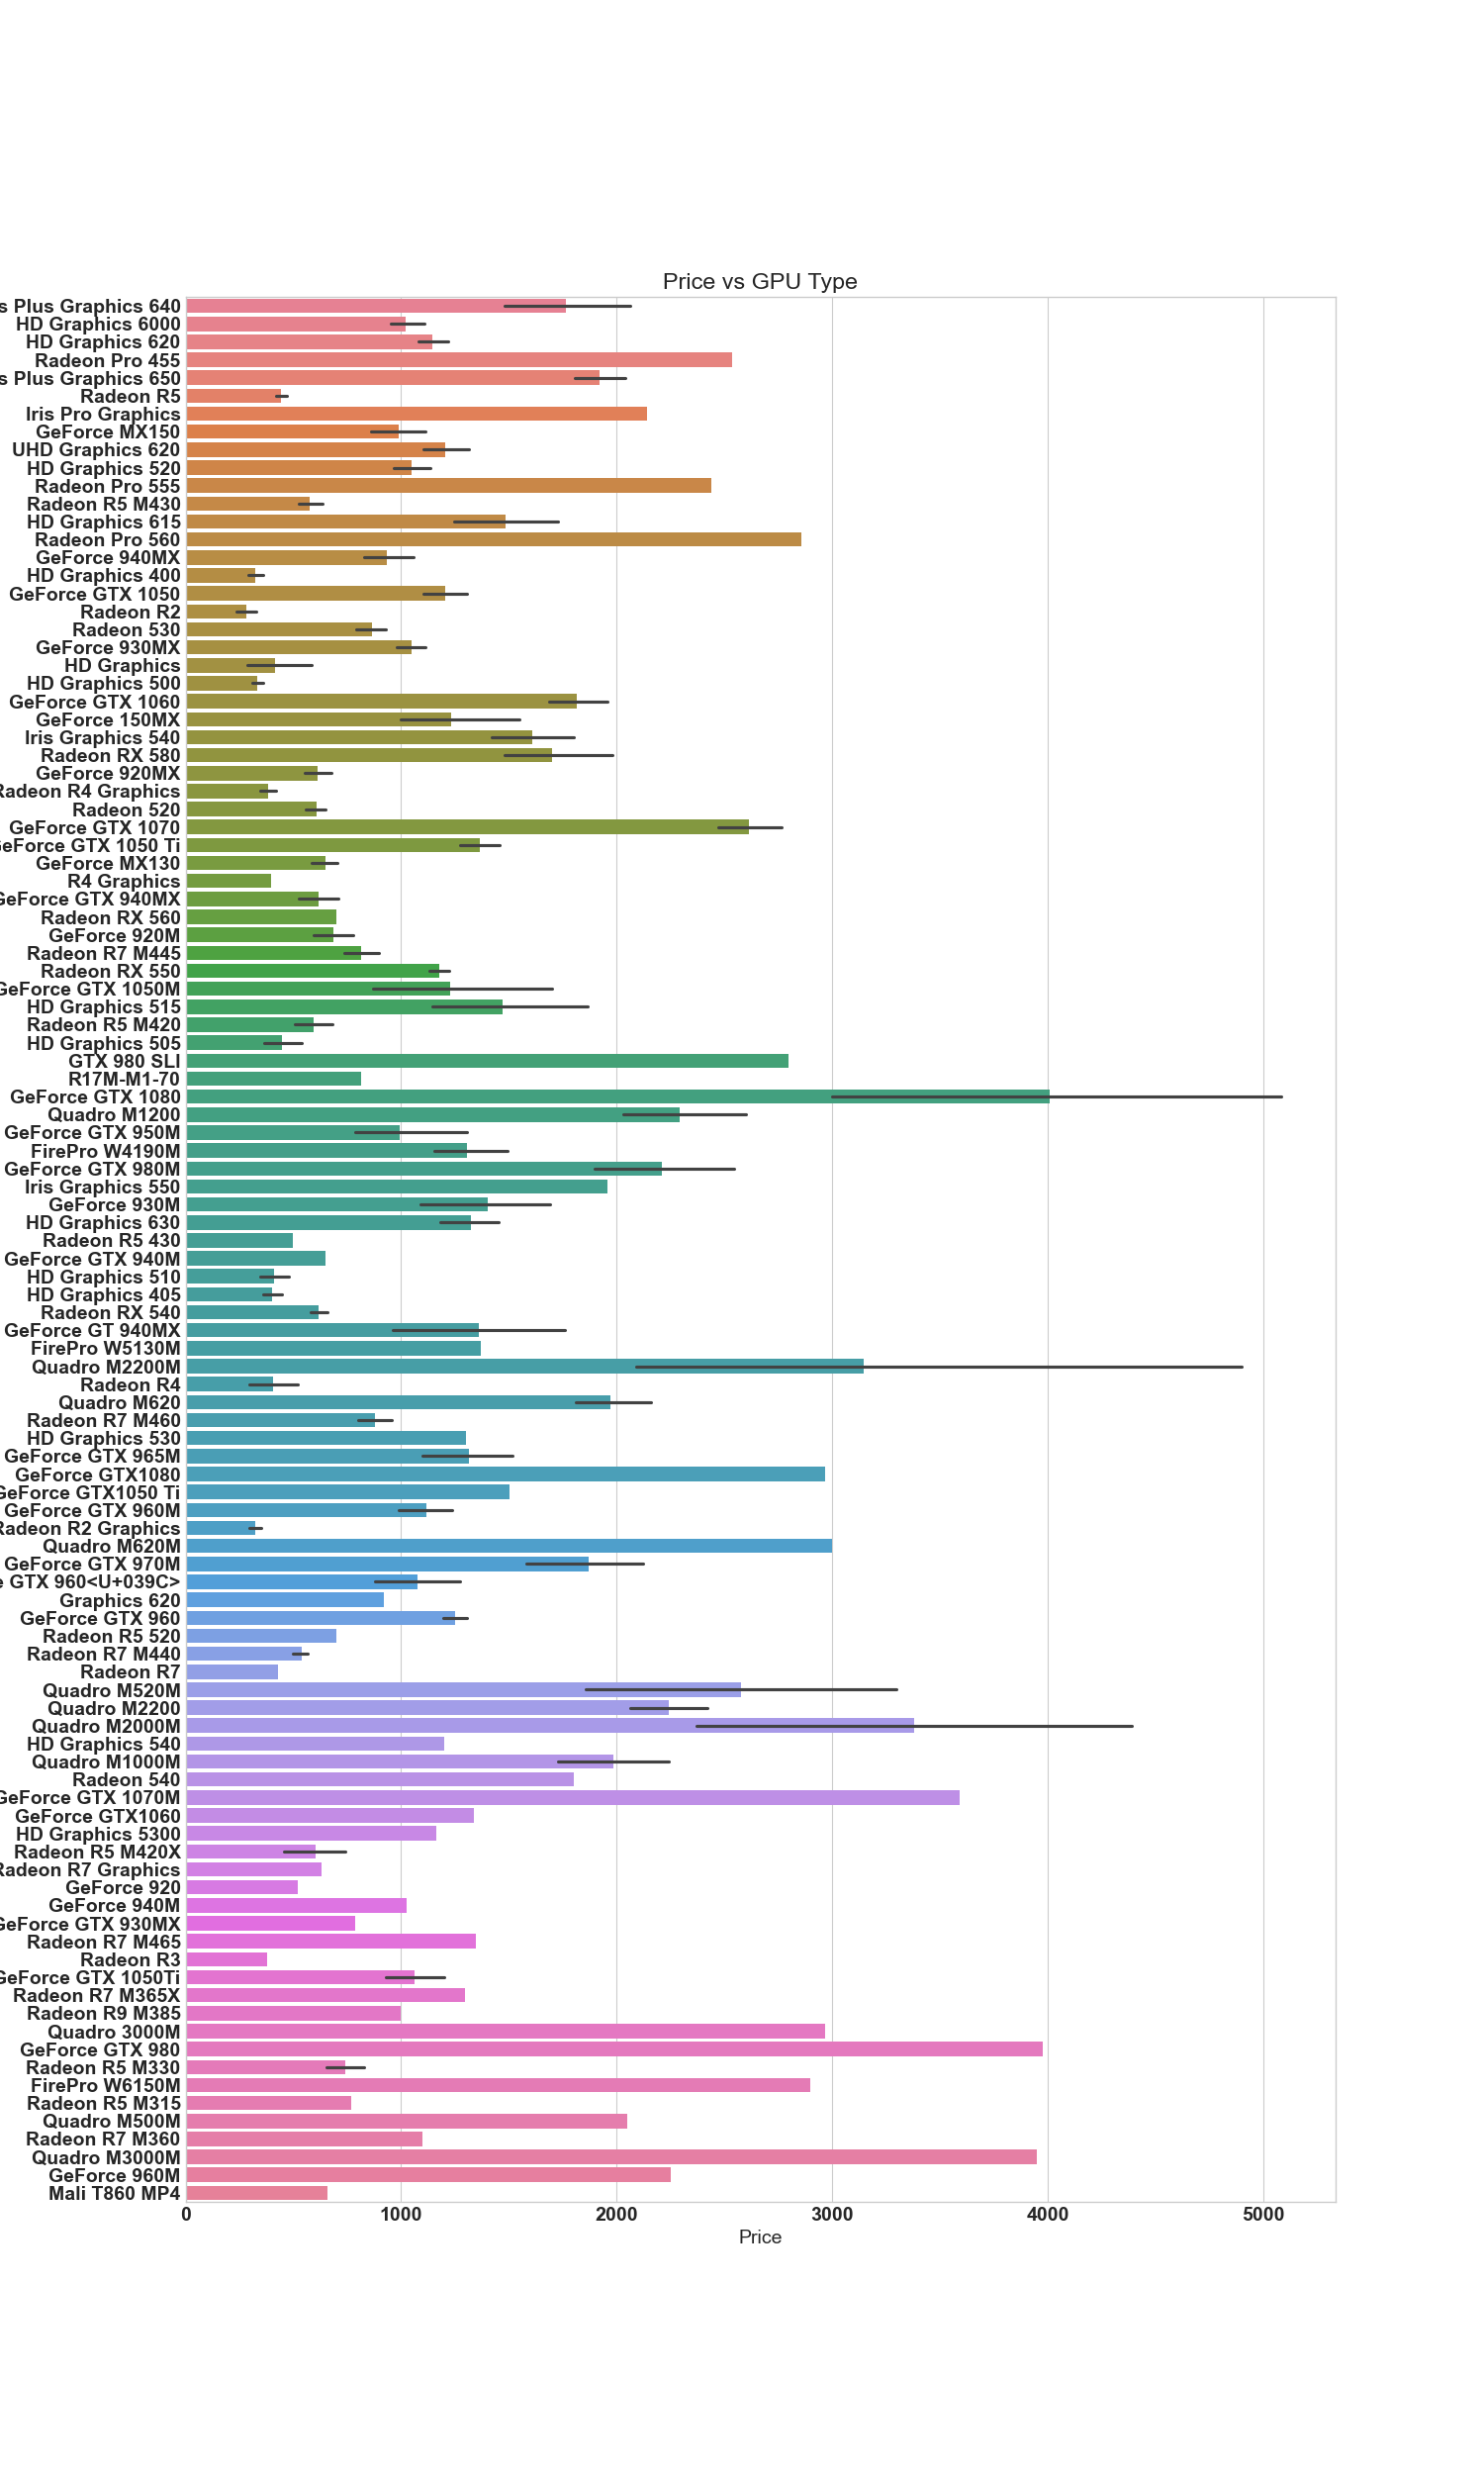 Price vs GPU Type
s Plus Graphics 640
HD Graphics 6000
HD Graphics 620
Radeon Pro 455
s Plus Graphics 650
Radeon R5
Iris Pro Graphics
GeForce MX150
UHD Graphics 620
HD Graphics 520
Radeon Pro 555
Radeon R5 M430
HD Graphics 615
Radeon Pro 560
GeForce 940MX
HD Graphics 400
GeForce GTX 1050
Radeon R2
Radeon 530
GeForce 930MX
HD Graphics
HD Graphics 500
GeForce GTX 1060
GeForce 150MX
Iris Graphics 540
Radeon RX 580
GeForce 920MX
Radeon R4 Graphics
Radeon 520
GeForce GTX 1070
GeForce GTX 1050 Ti
GeForce MX130
R4 Graphics
GeForce GTX 940MX
Radeon RX 560
GeForce 920M
Radeon R7 M445
Radeon RX 550
GeForce GTX 1050M
HD Graphics 515
Radeon R5 M420
HD Graphics 505
GTX 980 SLI
R17M-M1-70
GeForce GTX 1080
Quadro M1200
GeForce GTX 950M
FirePro W4190M
GeForce GTX 980M
Iris Graphics 550
GeForce 930M
HD Graphics 630
Radeon R5 430
GeForce GTX 940M
HD Graphics 510
HD Graphics 405
Radeon RX 540
GeForce GT 940MX
FirePro W5130M
Quadro M2200M
Radeon R4
Quadro M620
Radeon R7 M460
HD Graphics 530
GeForce GTX 965M
GeForce GTX1080
GeForce GTX1050 Ti
GeForce GTX 960M
Radeon R2 Graphics
Quadro M620M
GeForce GTX 970M
e GTX 960<U+039C>
Graphics 620
GeForce GTX 960
Radeon R5 520
Radeon R7 M440
Radeon R7
Quadro M520M
Quadro M2200
Quadro M2000M
HD Graphics 540
Quadro M1000M
Radeon 540
GeForce GTX 1070M
GeForce GTX1060
HD Graphics 5300
Radeon R5 M420X
Radeon R7 Graphics
GeForce 920
GeForce 940M
GeForce GTX 930MX
Radeon R7 M465
Radeon R3
GeForce GTX 1050Ti
Radeon R7 M365X
Radeon R9 M385
Quadro 3000M
GeForce GTX 980
Radeon R5 M330
FirePro W6150M
Radeon R5 M315
Quadro M500M
Radeon R7 M360
Quadro M3000M
GeForce 960M
Mali T860 MP4
0 1000 2000 3000 4000 5000
Price